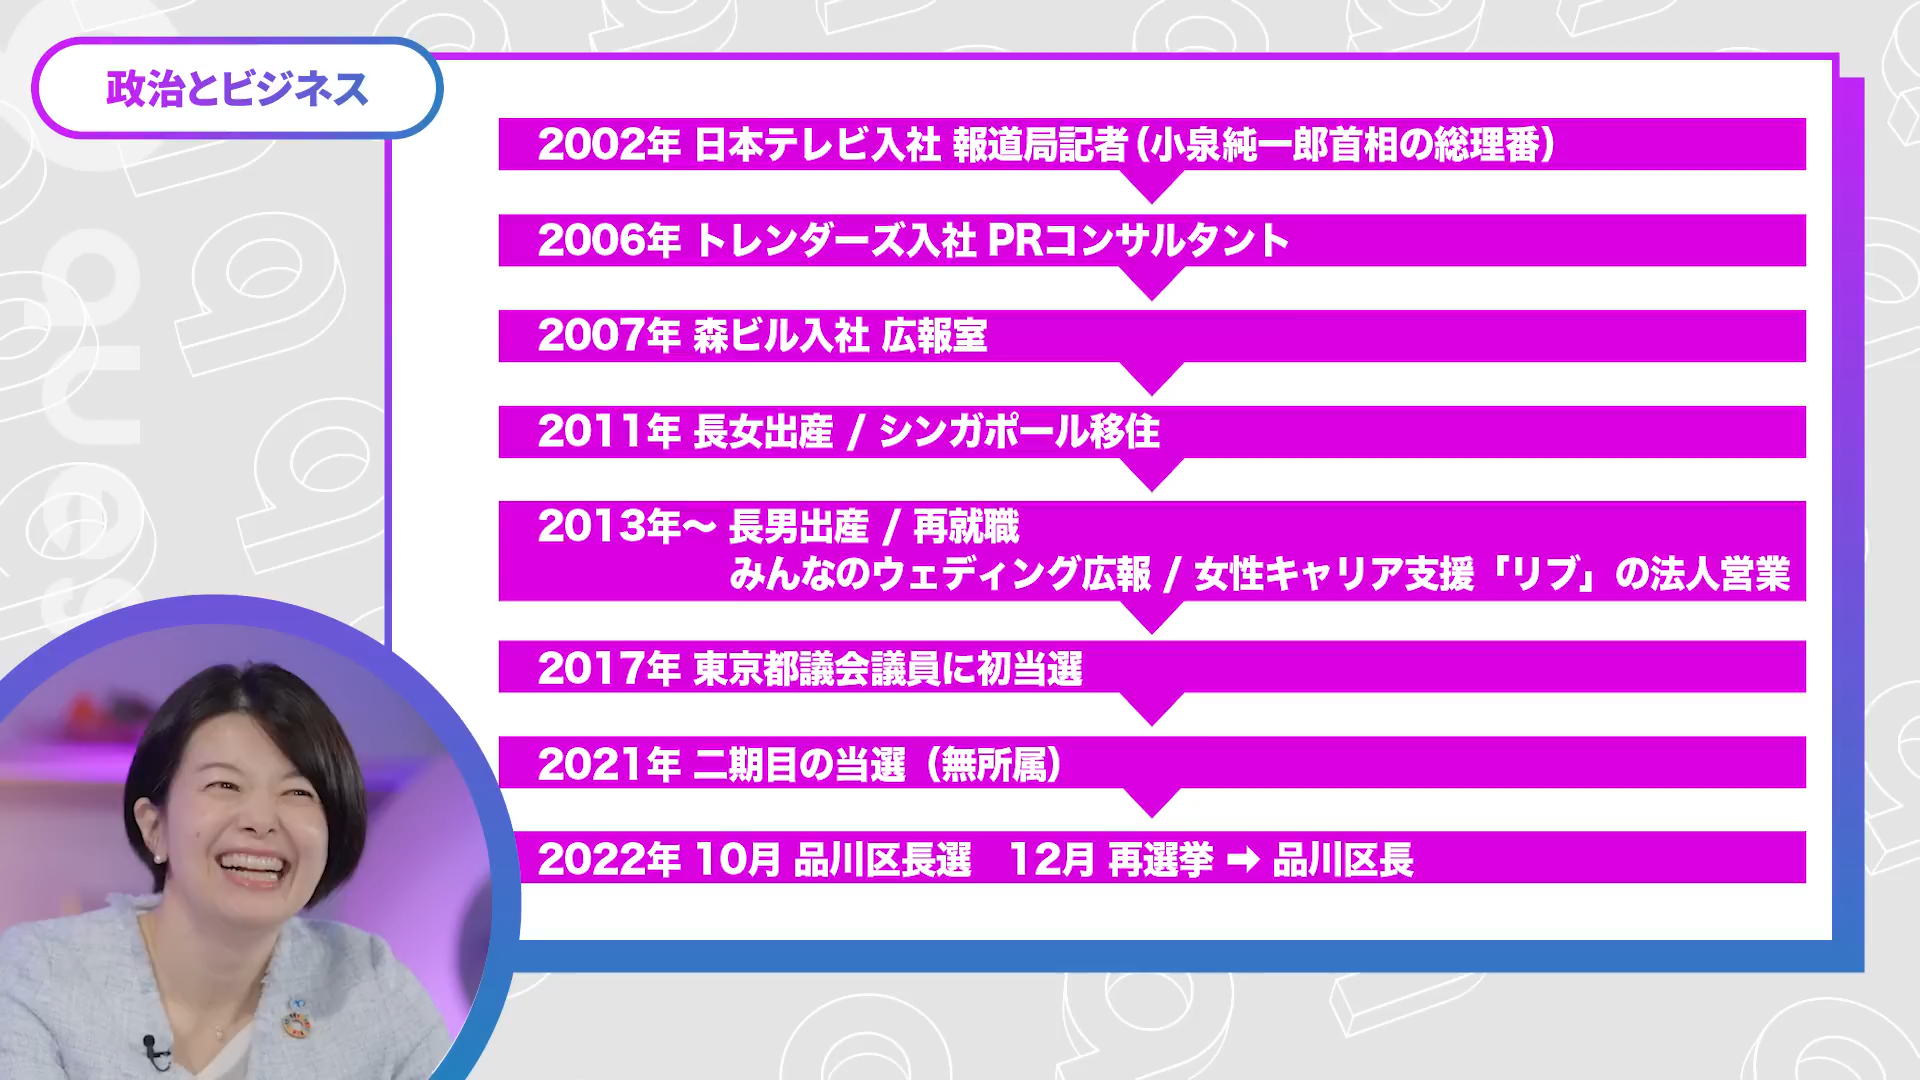 政治とビジネス
2002年 日本テレビ入社 報道局記者(小泉純一郎首相の総理番)
2006年 トレンダーズ入社 PRコンサルタント
2007年 森ビル入社 広報室
2011年 長女出産 / シンガポール移住
2013年〜 長男出産 / 再就職
みんなのウェディング広報 / 女性キャリア支援「リブ」の法人営業
2017年 東京都議会議員に初当選
2021年 二期目の当選（無所属）
2022年 10月 品川区長選　12月 再選挙 ➡ 品川区長
ques